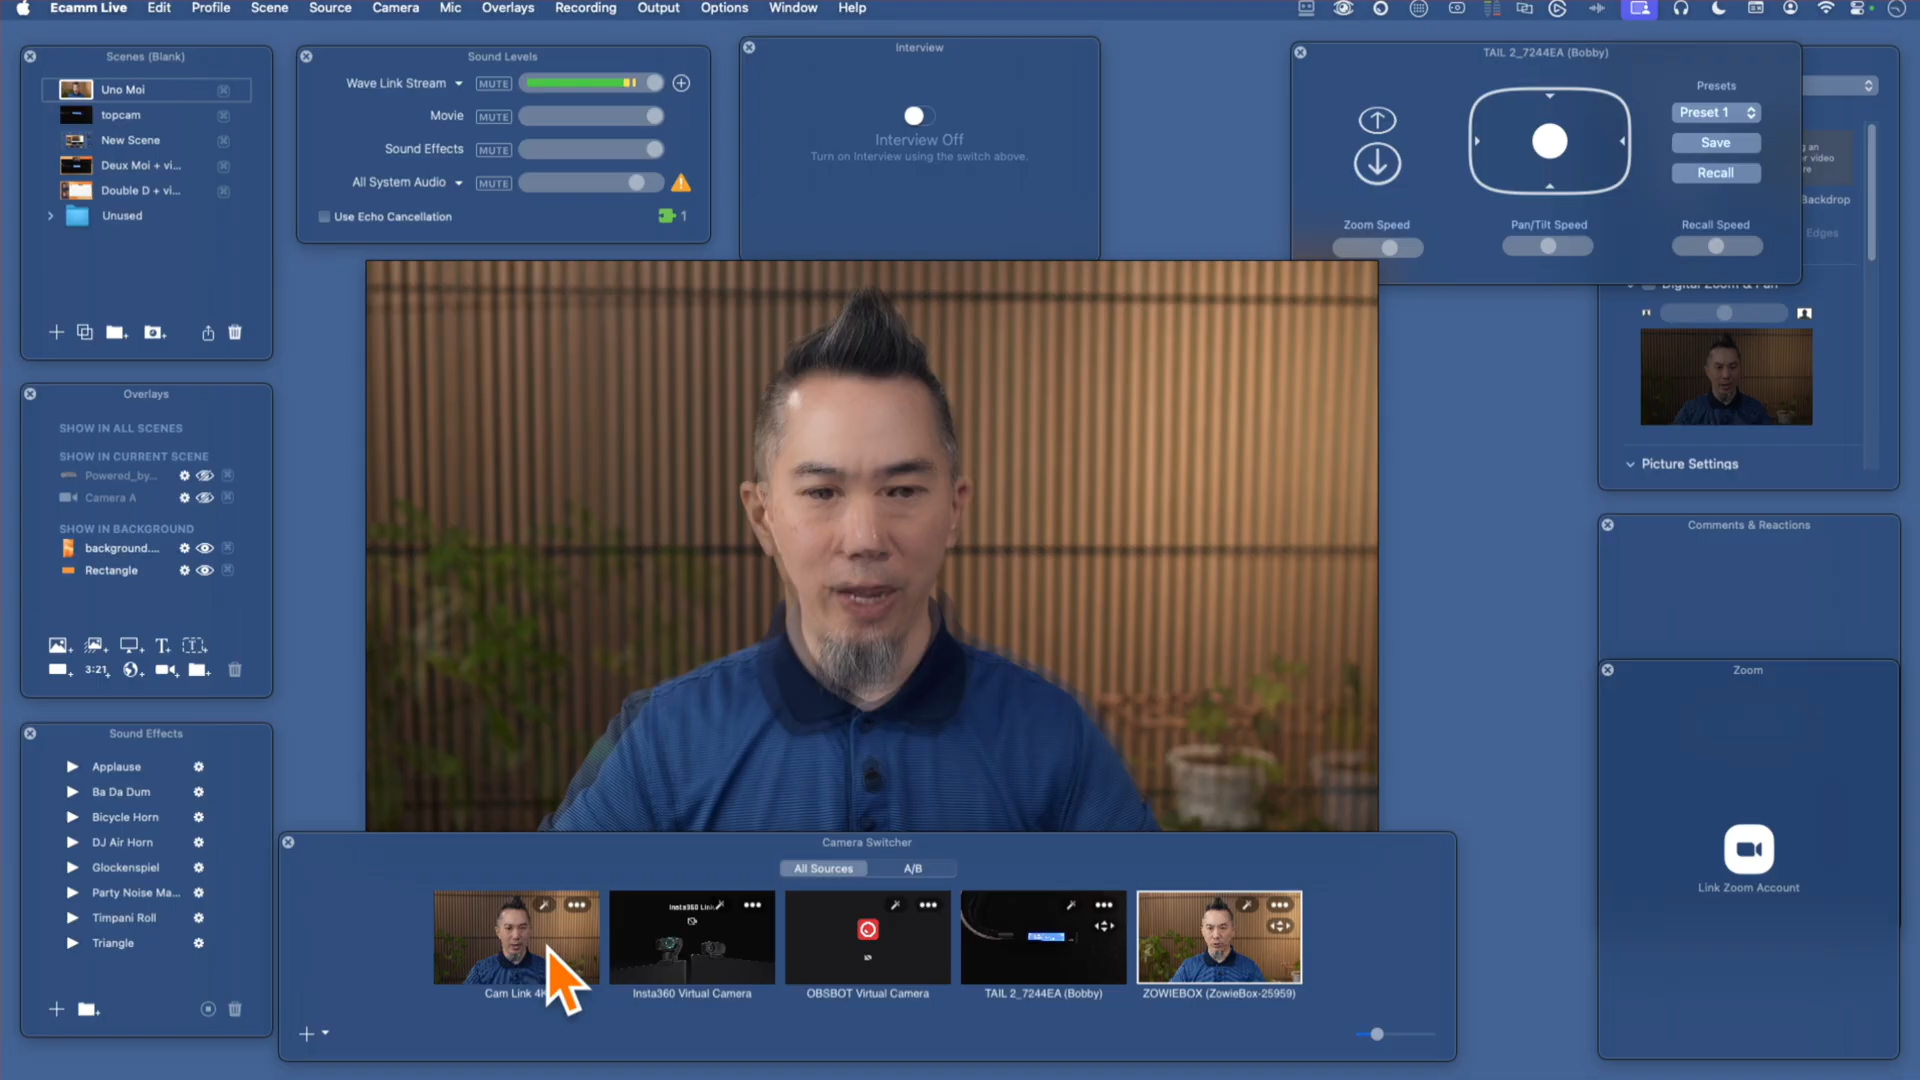 Ecamm Live Edit Profile Scene Source Camera Mic Overlays Recording Output Options Window Help
Scenes (Blank)
Uno Moi
topcam
New Scene
Deux Moi + vi...
Double D + vi...
Unused
Sound Levels
Wave Link Stream MUTE
Movie MUTE
Sound Effects MUTE
All System Audio MUTE
Use Echo Cancellation 1
Interview
Interview Off
Turn on Interview using the switch above.
TAIL 2_7244EA (Bobby)
Presets
Preset 1
Save
Recall
Zoom Speed Pan/Tilt Speed Recall Speed
Backdrop
Edges
Digital Zoom & Pan
Picture Settings
Overlays
SHOW IN ALL SCENES
SHOW IN CURRENT SCENE
Powered_by...
Camera A
SHOW IN BACKGROUND
background....
Rectangle
3:21
Sound Effects
Applause
Ba Da Dum
Bicycle Horn
DJ Air Horn
Glockenspiel
Party Noise Ma...
Timpani Roll
Triangle
Comments & Reactions
Zoom
Link Zoom Account
Camera Switcher
All Sources A/B
Insta360 Link
Cam Link 4K
Insta360 Virtual Camera
OBSBOT Virtual Camera
TAIL 2_7244EA (Bobby)
ZOWIEBOX (ZowieBox-25959)